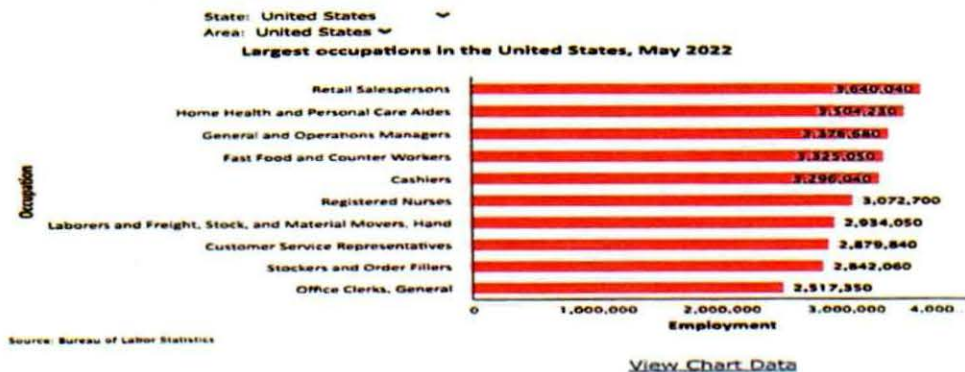 State: United States
Area: United States
Largest occupations in the United States, May 2022
Occupation
Retail Salespersons 3,640,040
Home Health and Personal Care Aides 3,504,230
General and Operations Managers 3,376,680
Fast Food and Counter Workers 3,325,050
Cashiers 3,296,040
Registered Nurses 3,072,700
Laborers and Freight, Stock, and Material Movers, Hand 2,934,050
Customer Service Representatives 2,879,840
Stockers and Order Fillers 2,842,060
Office Clerks, General 2,517,350
0 1,000,000 2,000,000 3,000,000 4,000...
Employment
Source: Bureau of Labor Statistics
View Chart Data